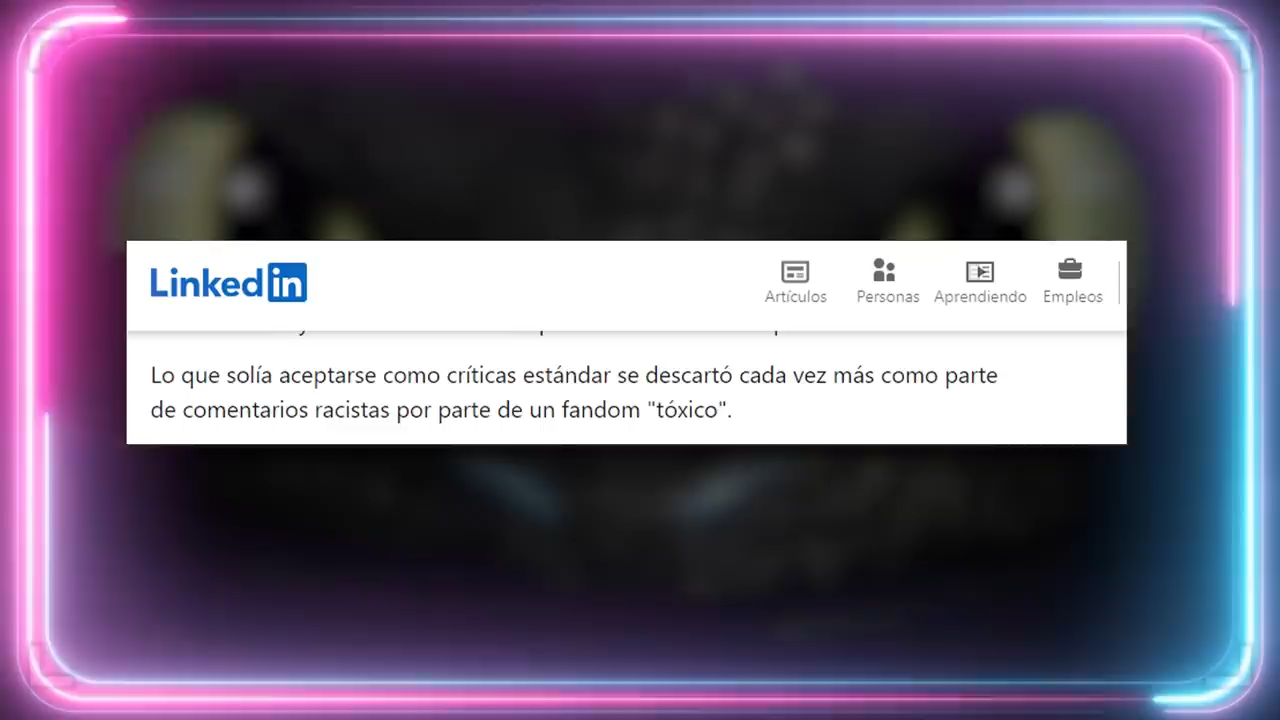 LinkedIn
Artículos Personas Aprendiendo Empleos
Lo que solía aceptarse como críticas estándar se descartó cada vez más como parte
de comentarios racistas por parte de un fandom "tóxico".